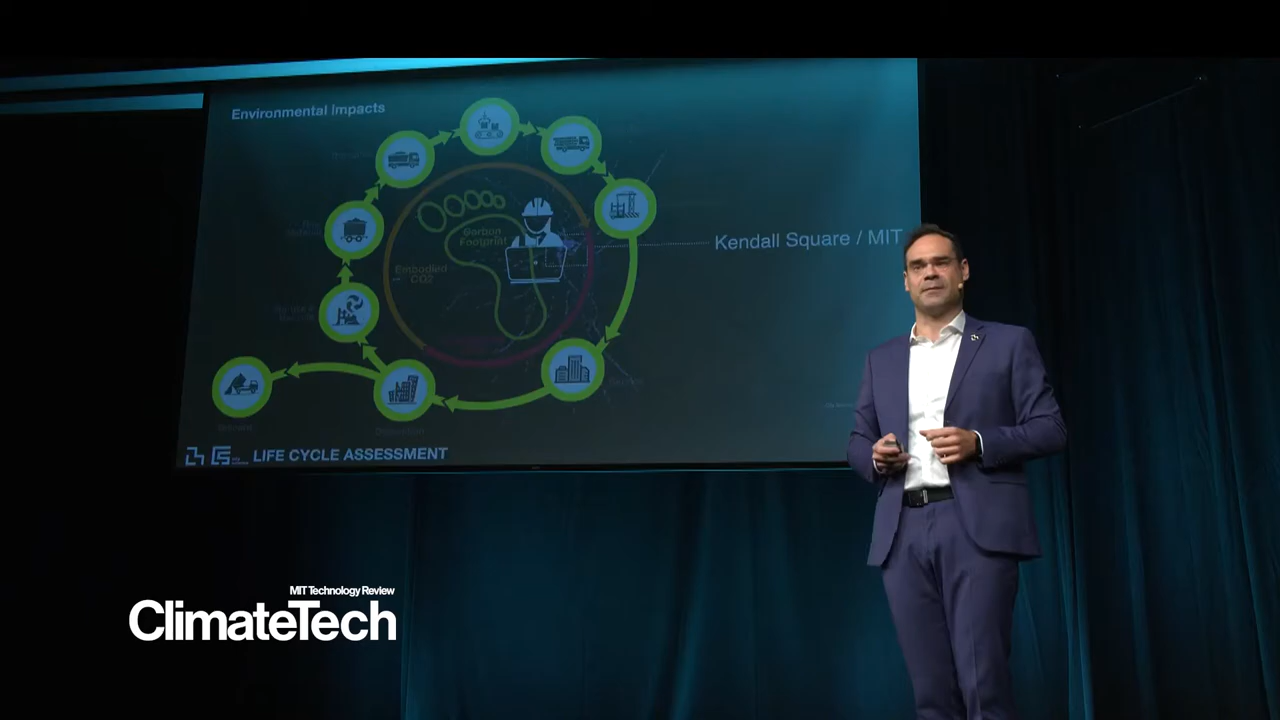 Environmental Impacts
Carbon
Footprint
Kendall Square / MIT
Embodied
CO2
LIFE CYCLE ASSESSMENT
MIT Technology Review
ClimateTech